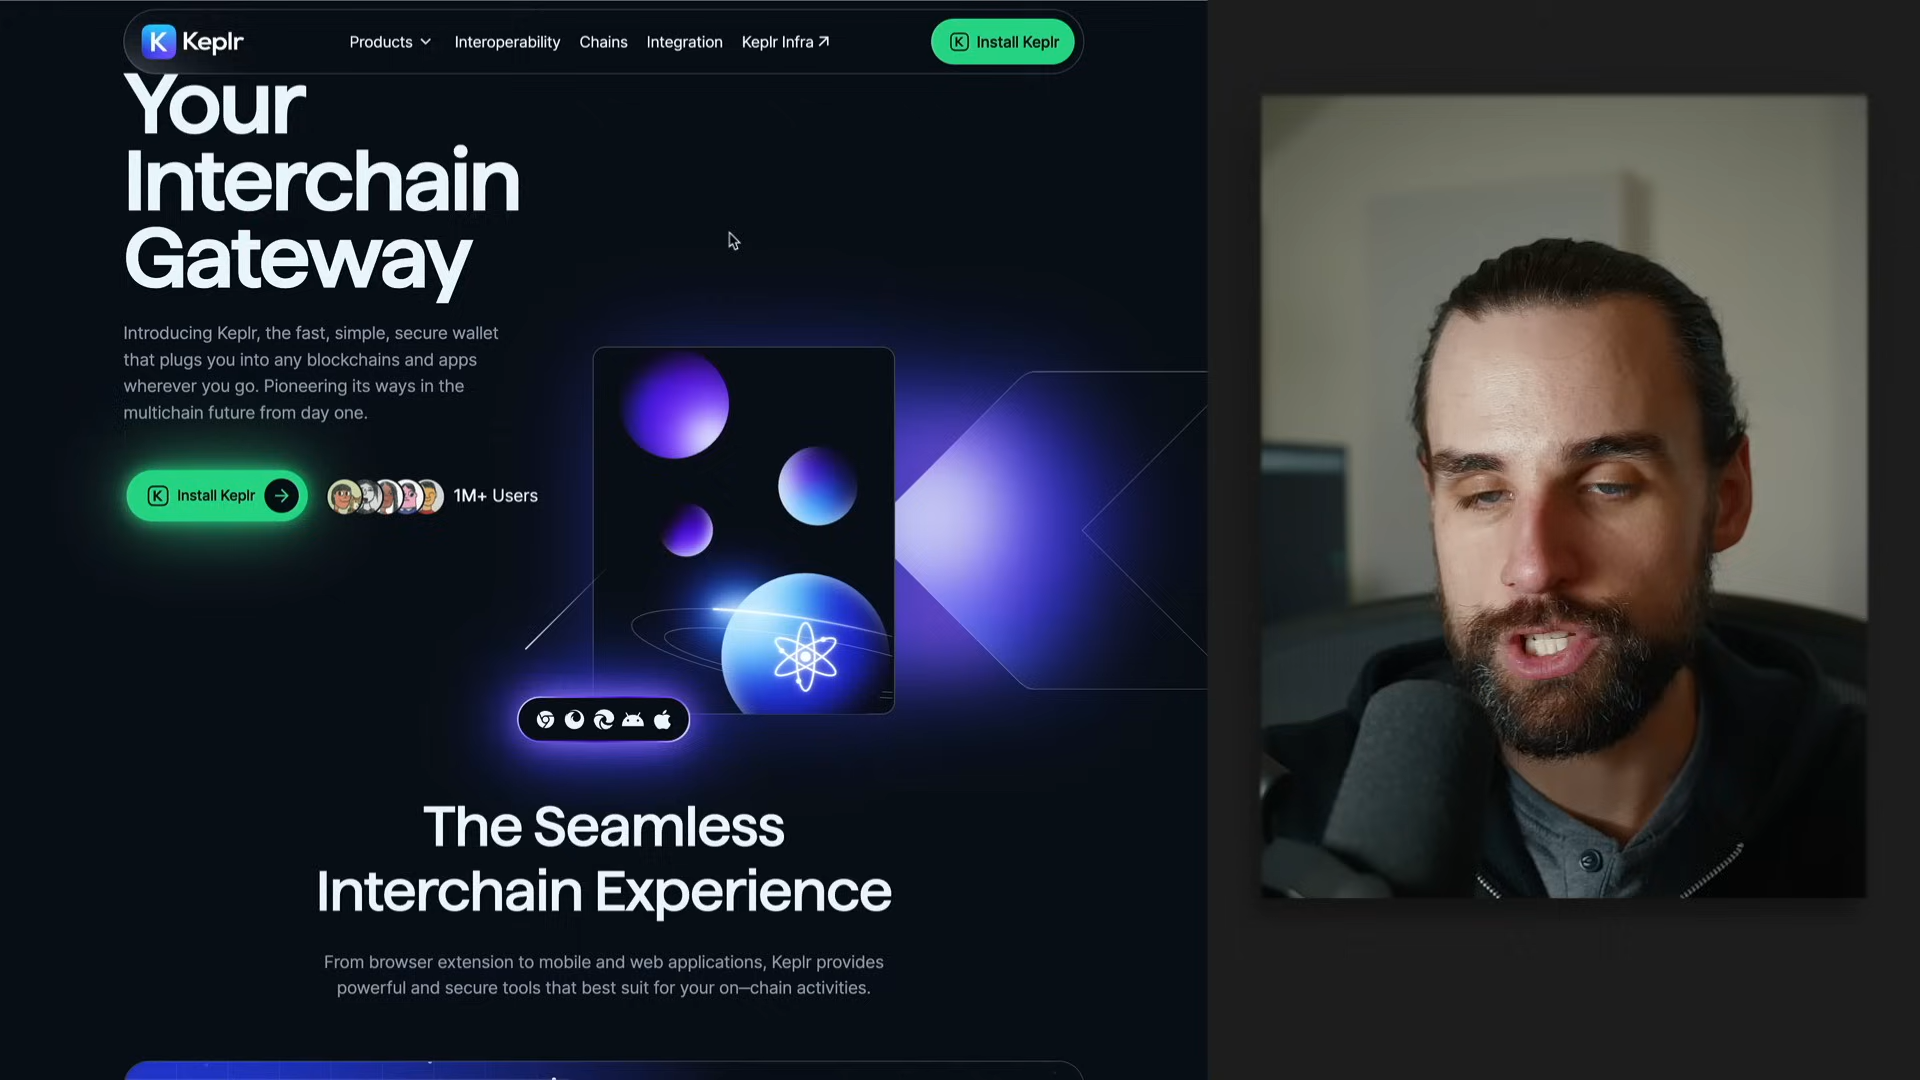 Keplr
Products
Interoperability
Chains
Integration
Keplr Infra
Install Keplr
Your
Interchain
Gateway
Introducing Keplr, the fast, simple, secure wallet
that plugs you into any blockchains and apps
wherever you go. Pioneering its ways in the
multichain future from day one.
Install Keplr
1M+ Users
The Seamless
Interchain Experience
From browser extension to mobile and web applications, Keplr provides
powerful and secure tools that best suit for your on—chain activities.